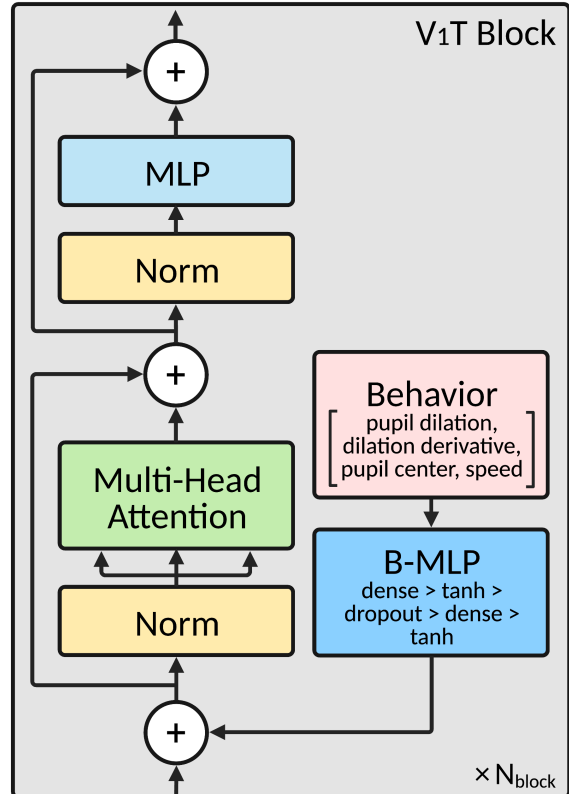 V1T Block
+
MLP
Norm
+
Behavior
pupil dilation,
dilation derivative,
pupil center, speed
Multi-Head
Attention
B-MLP
dense > tanh >
dropout > dense >
tanh
Norm
+
× Nblock